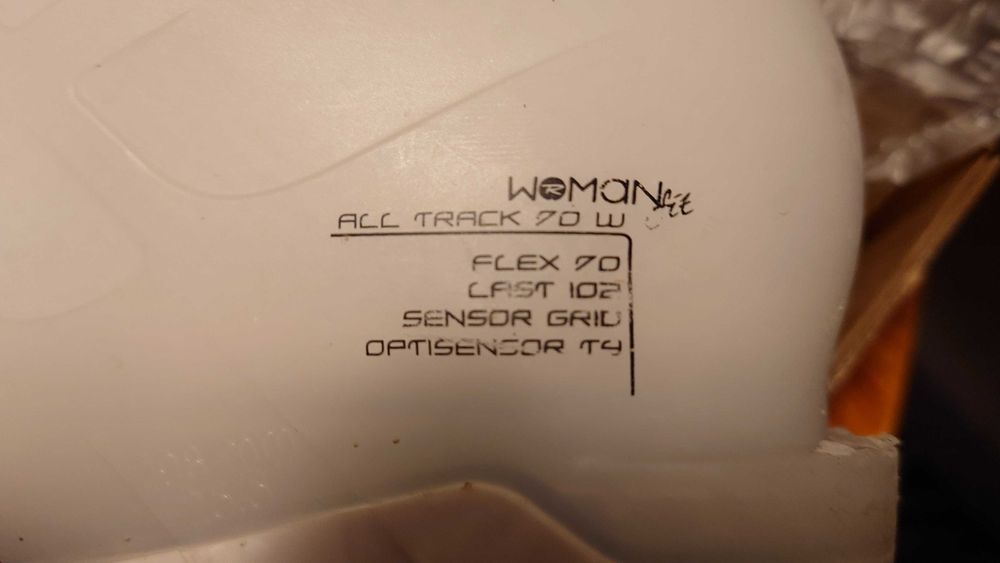 WOMAN fit
ALL TRACK 70 W
FLEX 70
LAST 102
SENSOR GRID
OPTISENSOR T4